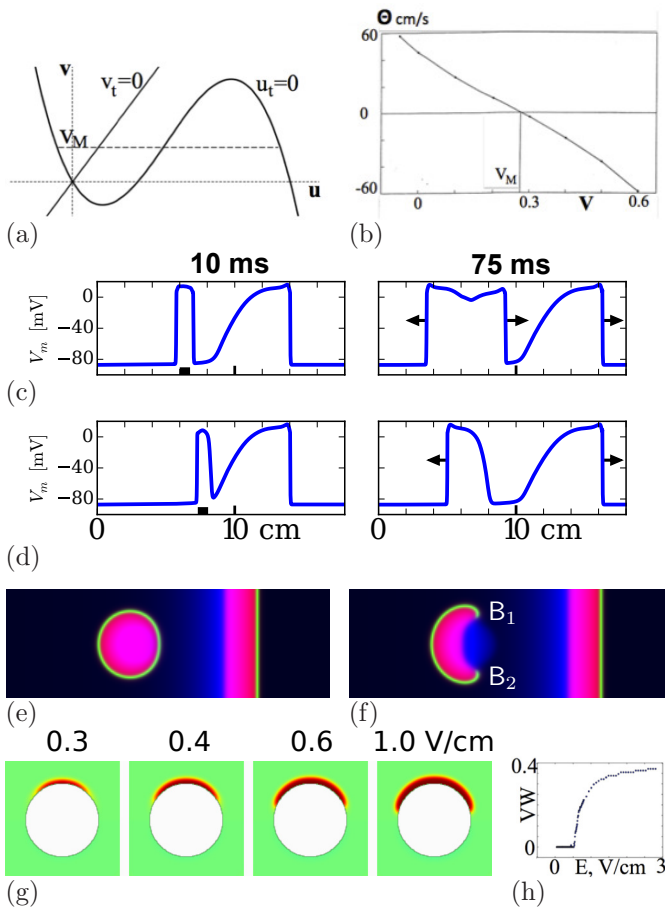 v
v_t=0
u_t=0
V_M
u
(a)
Θ cm/s
60
0
-60
V_M
0
0.3
V
0.6
(b)
10 ms
75 ms
V_m [mV]
0
−40
−80
(c)
V_m [mV]
0
−40
−80
0
10 cm
10 cm
(d)
B_1
B_2
(e)
(f)
0.3
0.4
0.6
1.0 V/cm
(g)
0.4
VW
0
0
E, V/cm
3
(h)